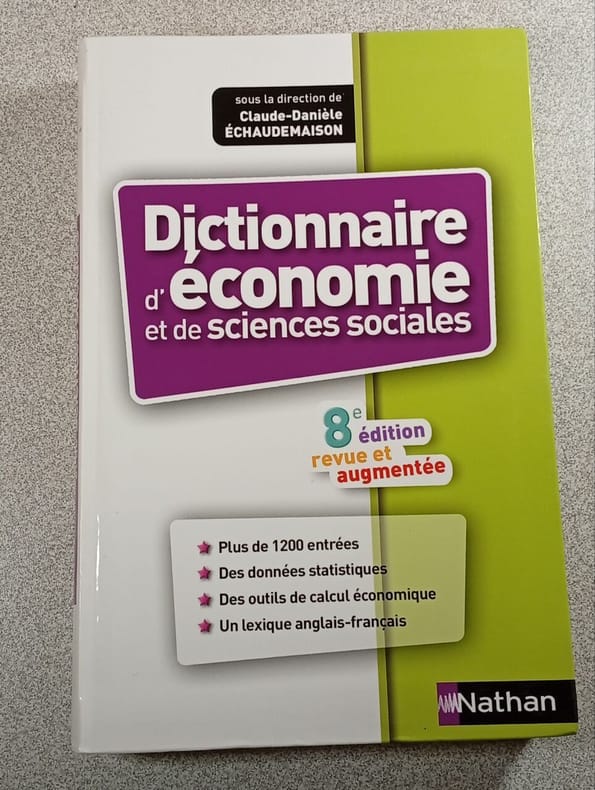 sous la direction de
Claude-Danièle
ÉCHAUDEMAISON
Dictionnaire
d'économie
et de sciences sociales
8e édition
revue et
augmentée
Plus de 1200 entrées
Des données statistiques
Des outils de calcul économique
Un lexique anglais-français
Nathan